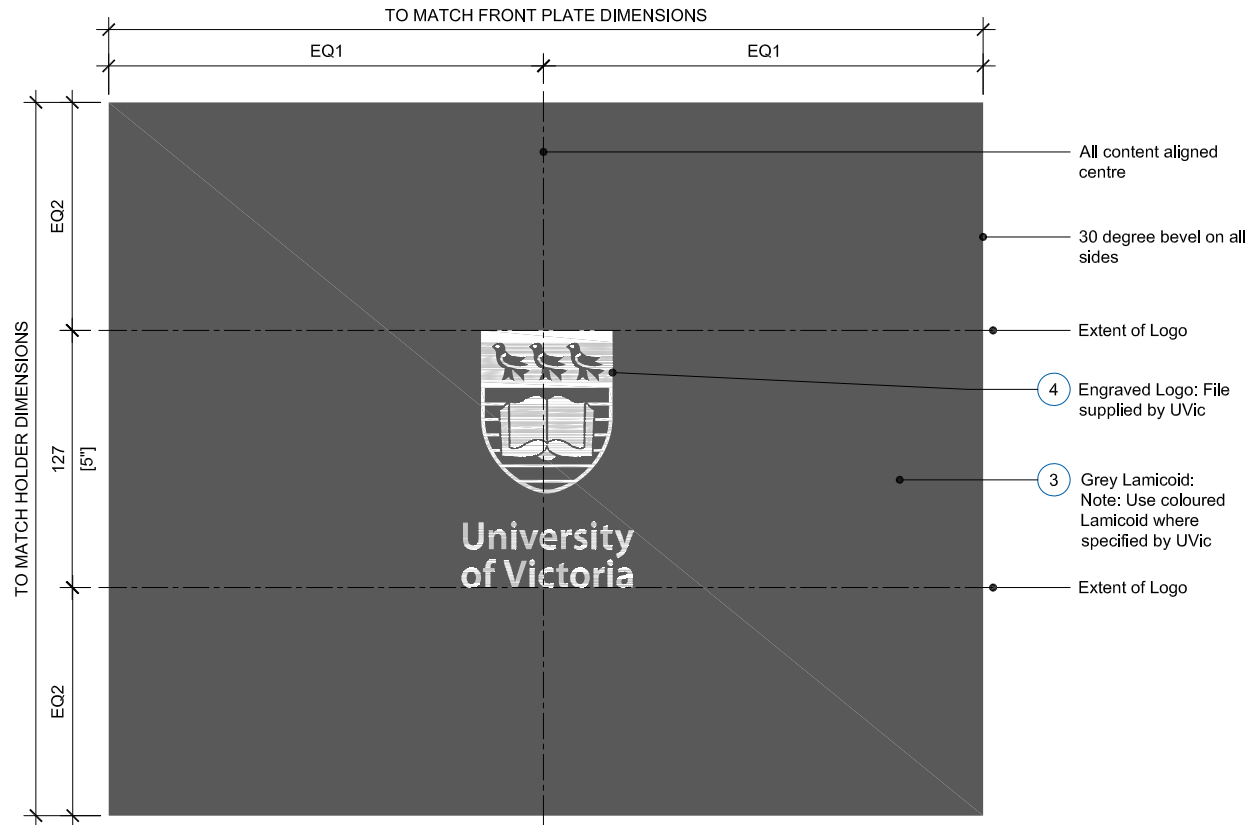 TO MATCH FRONT PLATE DIMENSIONS
EQ1
EQ1
TO MATCH HOLDER DIMENSIONS
EQ2
127
[5"]
EQ2
All content aligned
centre
30 degree bevel on all
sides
Extent of Logo
4
Engraved Logo: File
supplied by UVic
3
Grey Lamicoid:
Note: Use coloured
Lamicoid where
specified by UVic
Extent of Logo
University
of Victoria